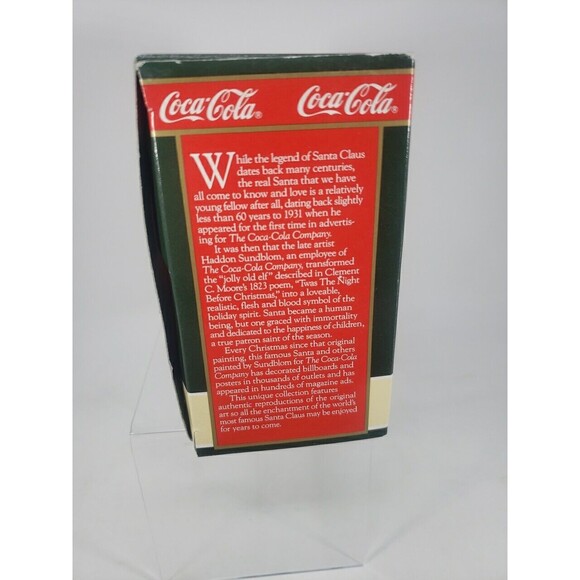 Coca-Cola® Coca-Cola®
While the legend of Santa Claus
dates back many centuries,
the real Santa that we have
all come to know and love is a relatively
young fellow after all, dating back slightly
less than 60 years to 1931 when he
appeared for the first time in advertis-
ing for The Coca-Cola Company.
It was then that the late artist
Haddon Sundblom, an employee of
The Coca-Cola Company, transformed
the "jolly old elf" described in Clement
C. Moore's 1823 poem, "Twas The Night
Before Christmas," into a loveable,
realistic, flesh and blood symbol of the
holiday spirit. Santa became a human
being, but one graced with immortality
and dedicated to the happiness of children,
a true patron saint of the season.
Every Christmas since that original
painting, this famous Santa and others
painted by Sundblom for The Coca-Cola
Company has decorated billboards and
posters in thousands of outlets and has
appeared in hundreds of magazine ads.
This unique collection features
authentic reproductions of the original
art so all the enchantment of the world's
most famous Santa Claus may be enjoyed
for years to come.